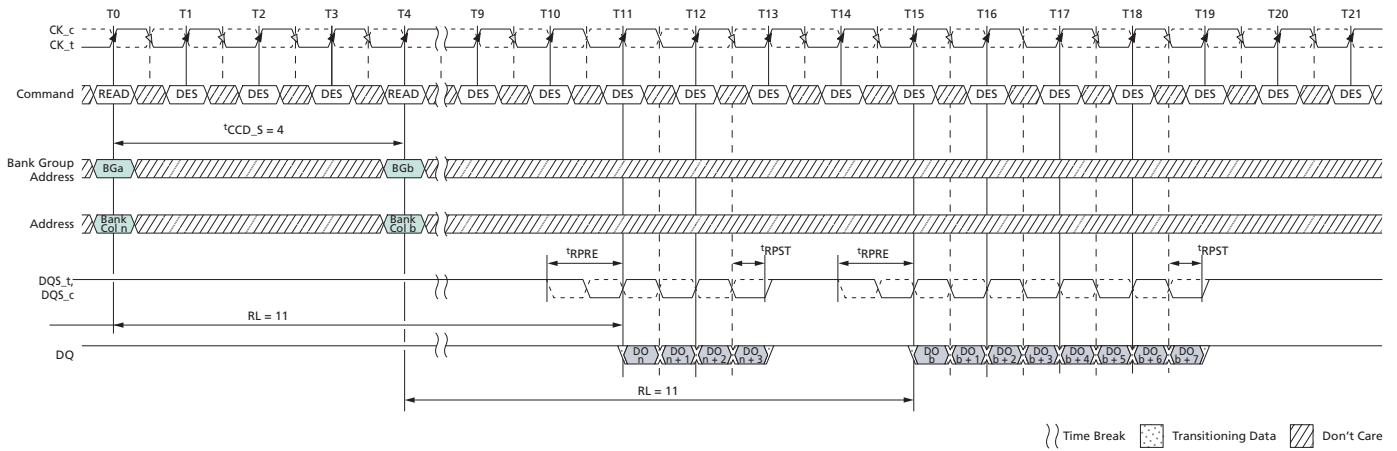 T0 T1 T2 T3 T4 T9 T10 T11 T12 T13 T14 T15 T16 T17 T18 T19 T20 T21
CK_c
CK_t
Command READ DES DES DES READ DES DES DES DES DES DES DES DES DES DES DES DES DES
tCCD_S = 4
Bank Group
Address
BGa BGb
Address
Bank
Col n
Bank
Col b
tRPRE tRPST tRPRE tRPST
DQS_t,
DQS_c
RL = 11
DQ
DO
n
DO
n + 1
DO
n + 2
DO
n + 3
DO
b
DO
b + 1
DO
b + 2
DO
b + 3
DO
b + 4
DO
b + 5
DO
b + 6
DO
b + 7
RL = 11
Time Break Transitioning Data Don't Care